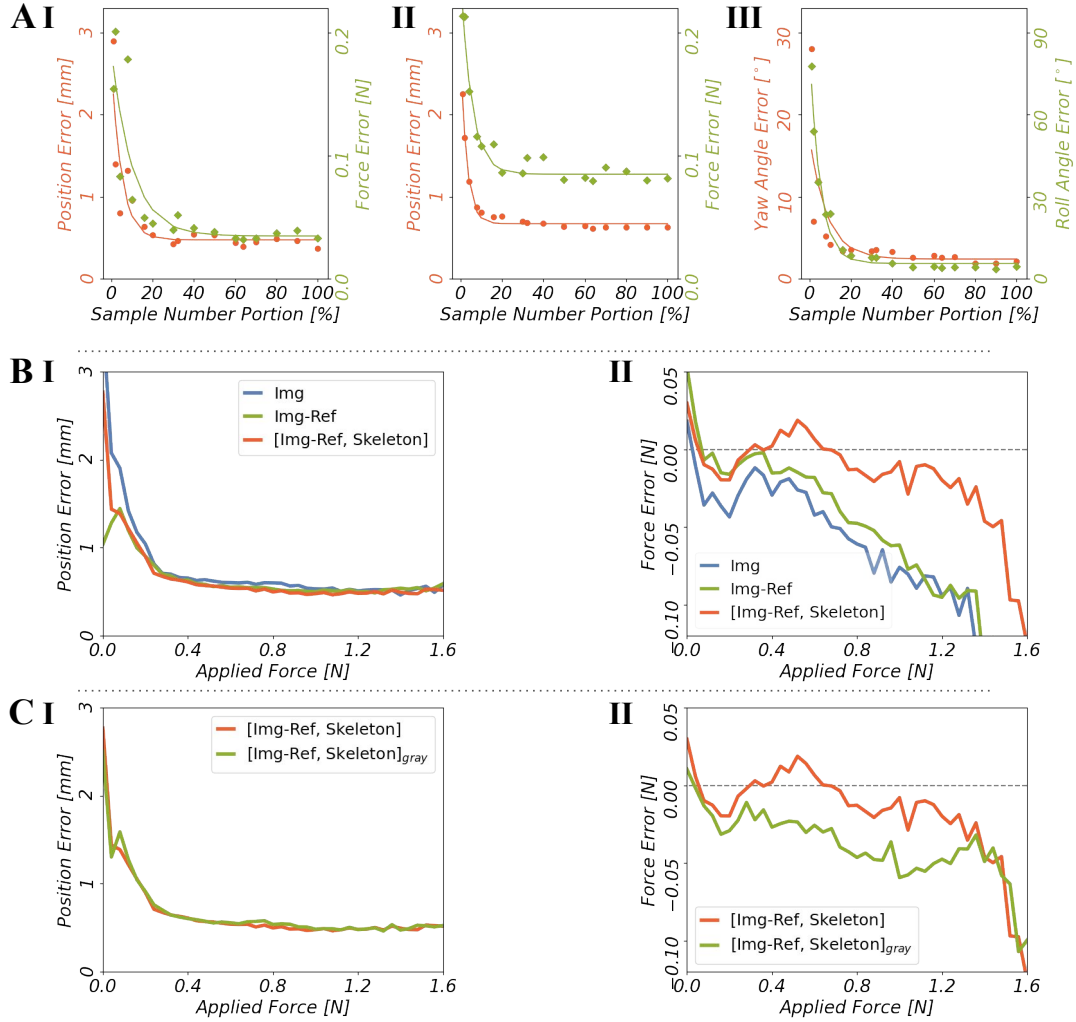 A I
Position Error [mm]
0
1
2
3
0.0
0.1
0.2
Force Error [N]
0 20 40 60 80 100
Sample Number Portion [%]
II
Position Error [mm]
0
1
2
3
0.0
0.1
0.2
Force Error [N]
0 20 40 60 80 100
Sample Number Portion [%]
III
Yaw Angle Error [°]
0
10
20
30
0
30
60
90
Roll Angle Error [°]
0 20 40 60 80 100
Sample Number Portion [%]
B I
Position Error [mm]
0
1
2
3
Img
Img-Ref
[Img-Ref, Skeleton]
0.0 0.4 0.8 1.2 1.6
Applied Force [N]
II
Force Error [N]
0.05
0.00
−0.05
−0.10
Img
Img-Ref
[Img-Ref, Skeleton]
0.0 0.4 0.8 1.2 1.6
Applied Force [N]
C I
Position Error [mm]
0
1
2
3
[Img-Ref, Skeleton]
[Img-Ref, Skeleton]gray
0.0 0.4 0.8 1.2 1.6
Applied Force [N]
II
Force Error [N]
0.05
0.00
−0.05
−0.10
[Img-Ref, Skeleton]
[Img-Ref, Skeleton]gray
0.0 0.4 0.8 1.2 1.6
Applied Force [N]